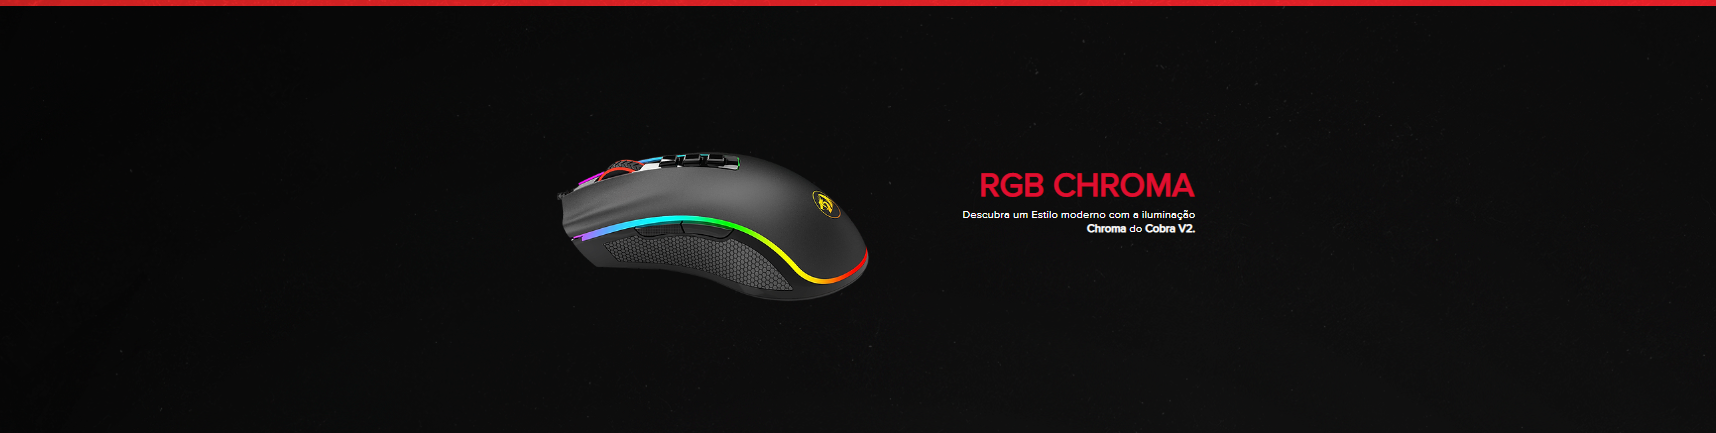 RGB CHROMA
Descubra um Estilo moderno com a iluminação
Chroma do Cobra V2.